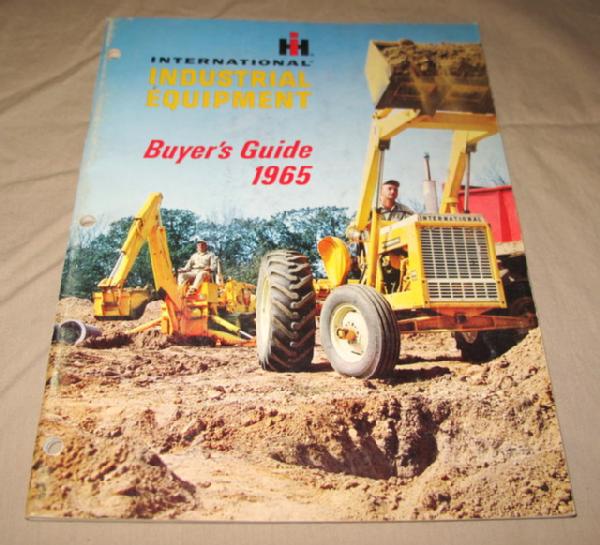 IH
INTERNATIONAL®
INDUSTRIAL
EQUIPMENT
Buyer's Guide
1965
INTERNATIONAL